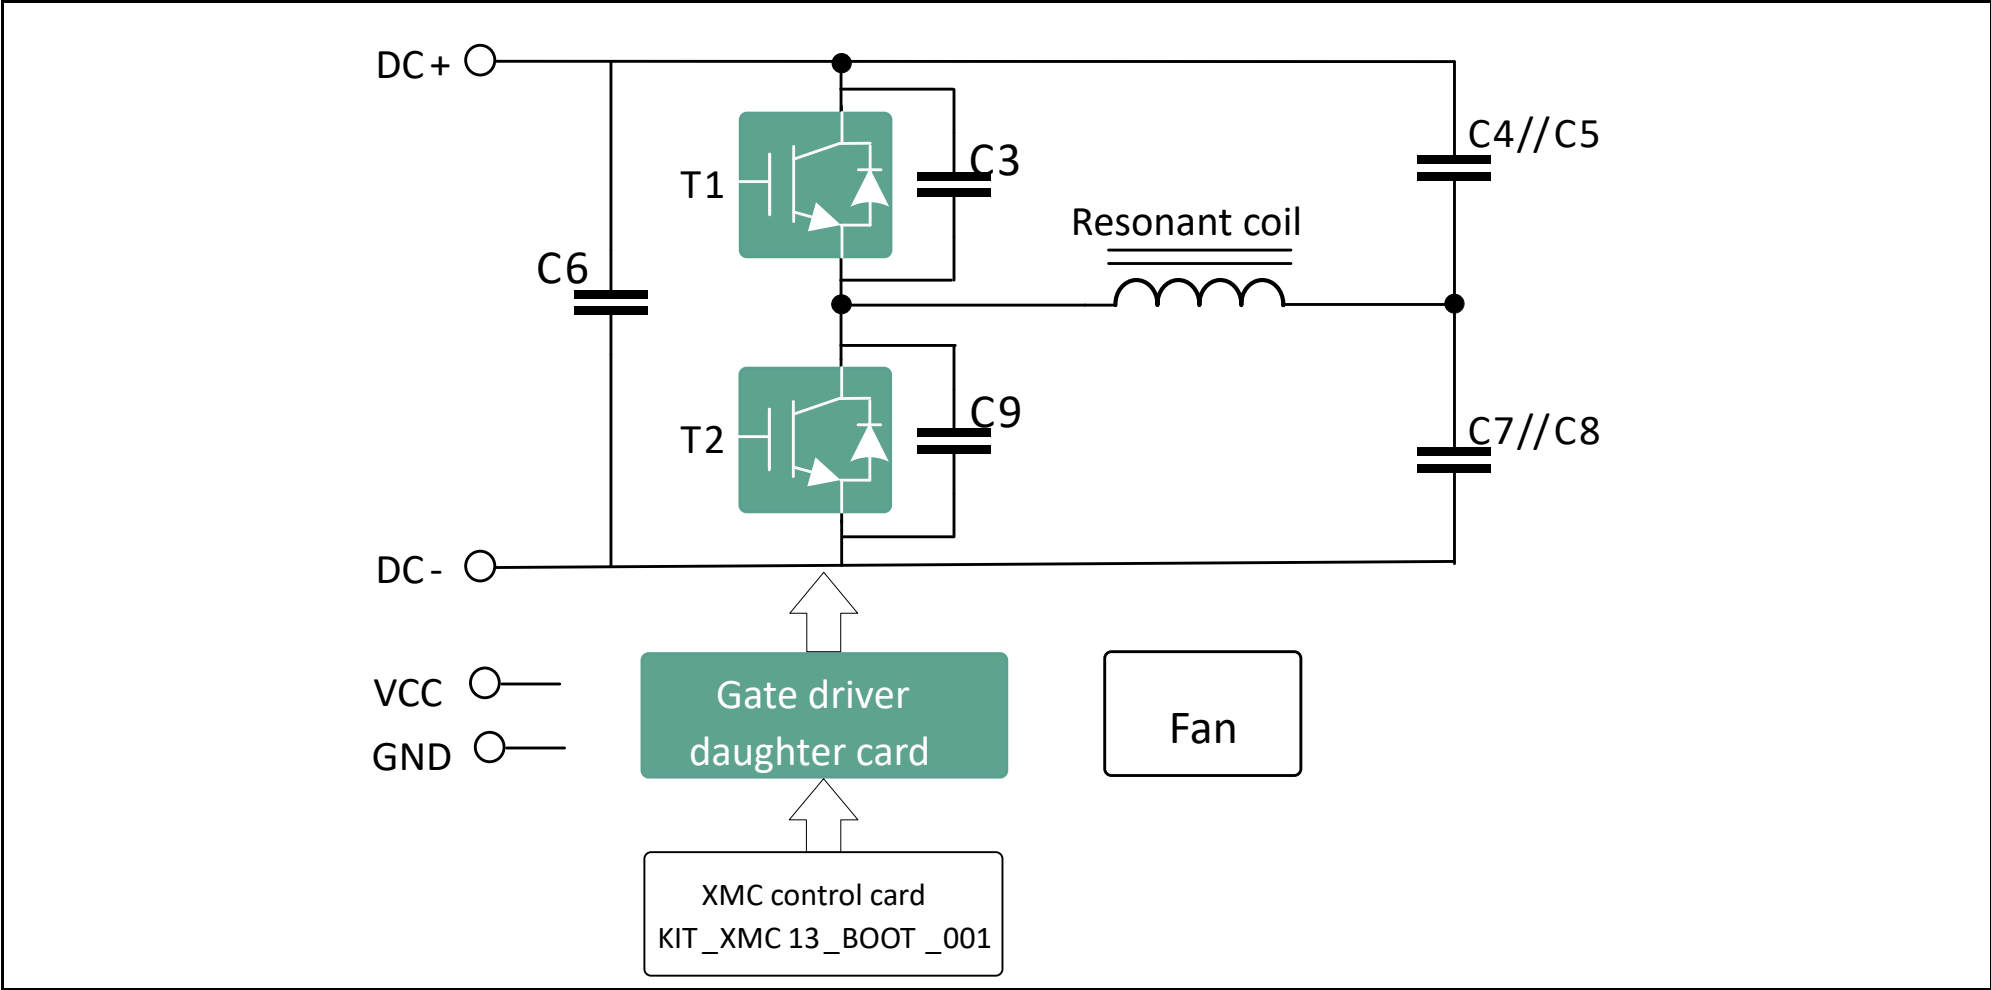 DC+
C4//C5
C3
T1
Resonant coil
C6
C9
T2
C7//C8
DC-
VCC
GND
Gate driver
daughter card
Fan
XMC control card
KIT_XMC13_BOOT_001